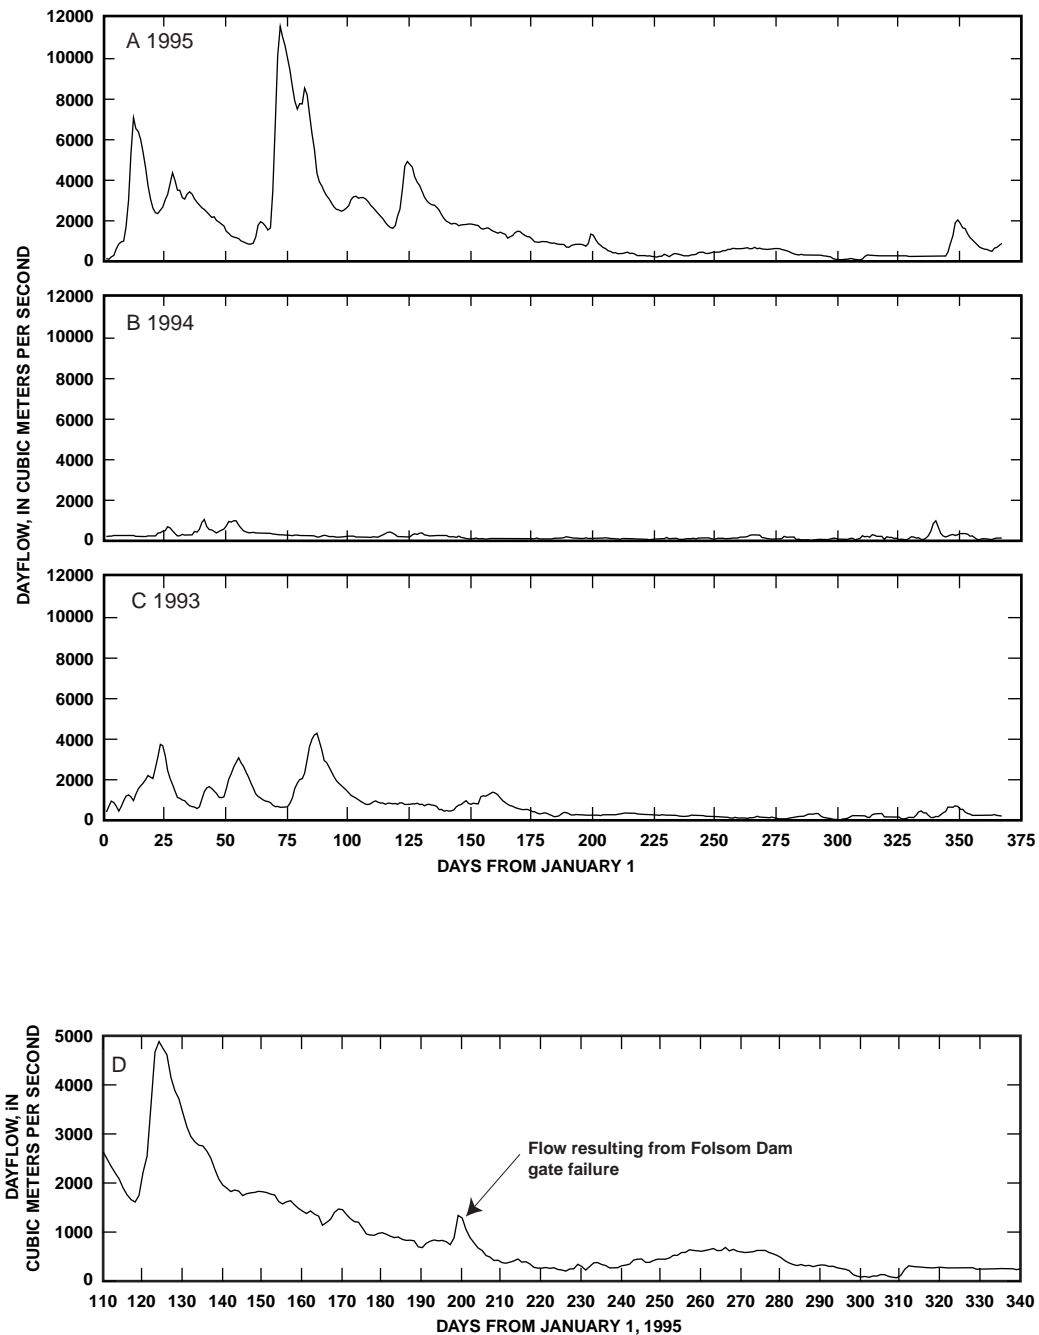 12000
A 1995
10000
8000
6000
4000
2000
0
12000
B 1994
10000
8000
6000
4000
2000
0
DAYFLOW, IN CUBIC METERS PER SECOND
12000
C 1993
10000
8000
6000
4000
2000
0
0 25 50 75 100 125 150 175 200 225 250 275 300 325 350 375
DAYS FROM JANUARY 1
DAYFLOW, iN
CUBIC METERS PER SECOND
5000
D
4000
3000
2000
1000
0
Flow resulting from Folsom Dam
gate failure
110 120 130 140 150 160 170 180 190 200 210 220 230 240 250 260 270 280 290 300 310 320 330 340
DAYS FROM JANUARY 1, 1995